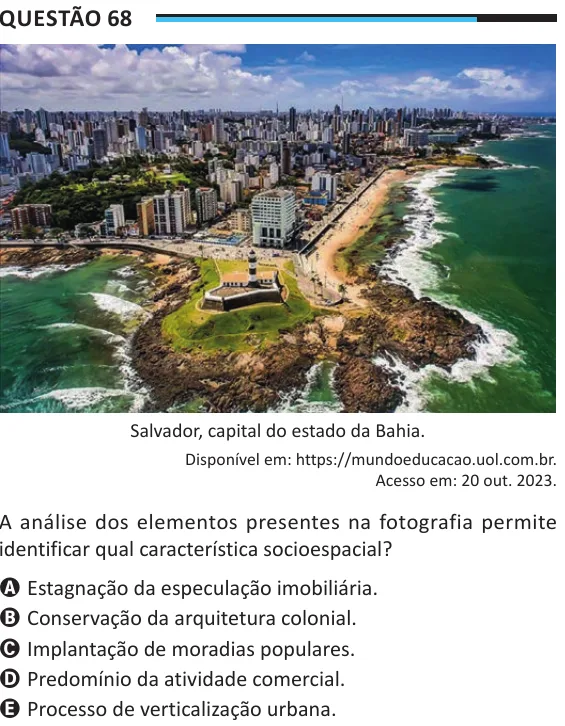 QUESTÃO 68
Salvador, capital do estado da Bahia.
Disponível em: https://mundoeducacao.uol.com.br.
Acesso em: 20 out. 2023.
A análise dos elementos presentes na fotografia permite
identificar qual característica socioespacial?
A Estagnação da especulação imobiliária.
B Conservação da arquitetura colonial.
C Implantação de moradias populares.
D Predomínio da atividade comercial.
E Processo de verticalização urbana.